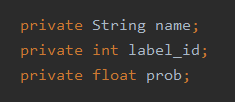 private String name;
private int label_id;
private float prob;